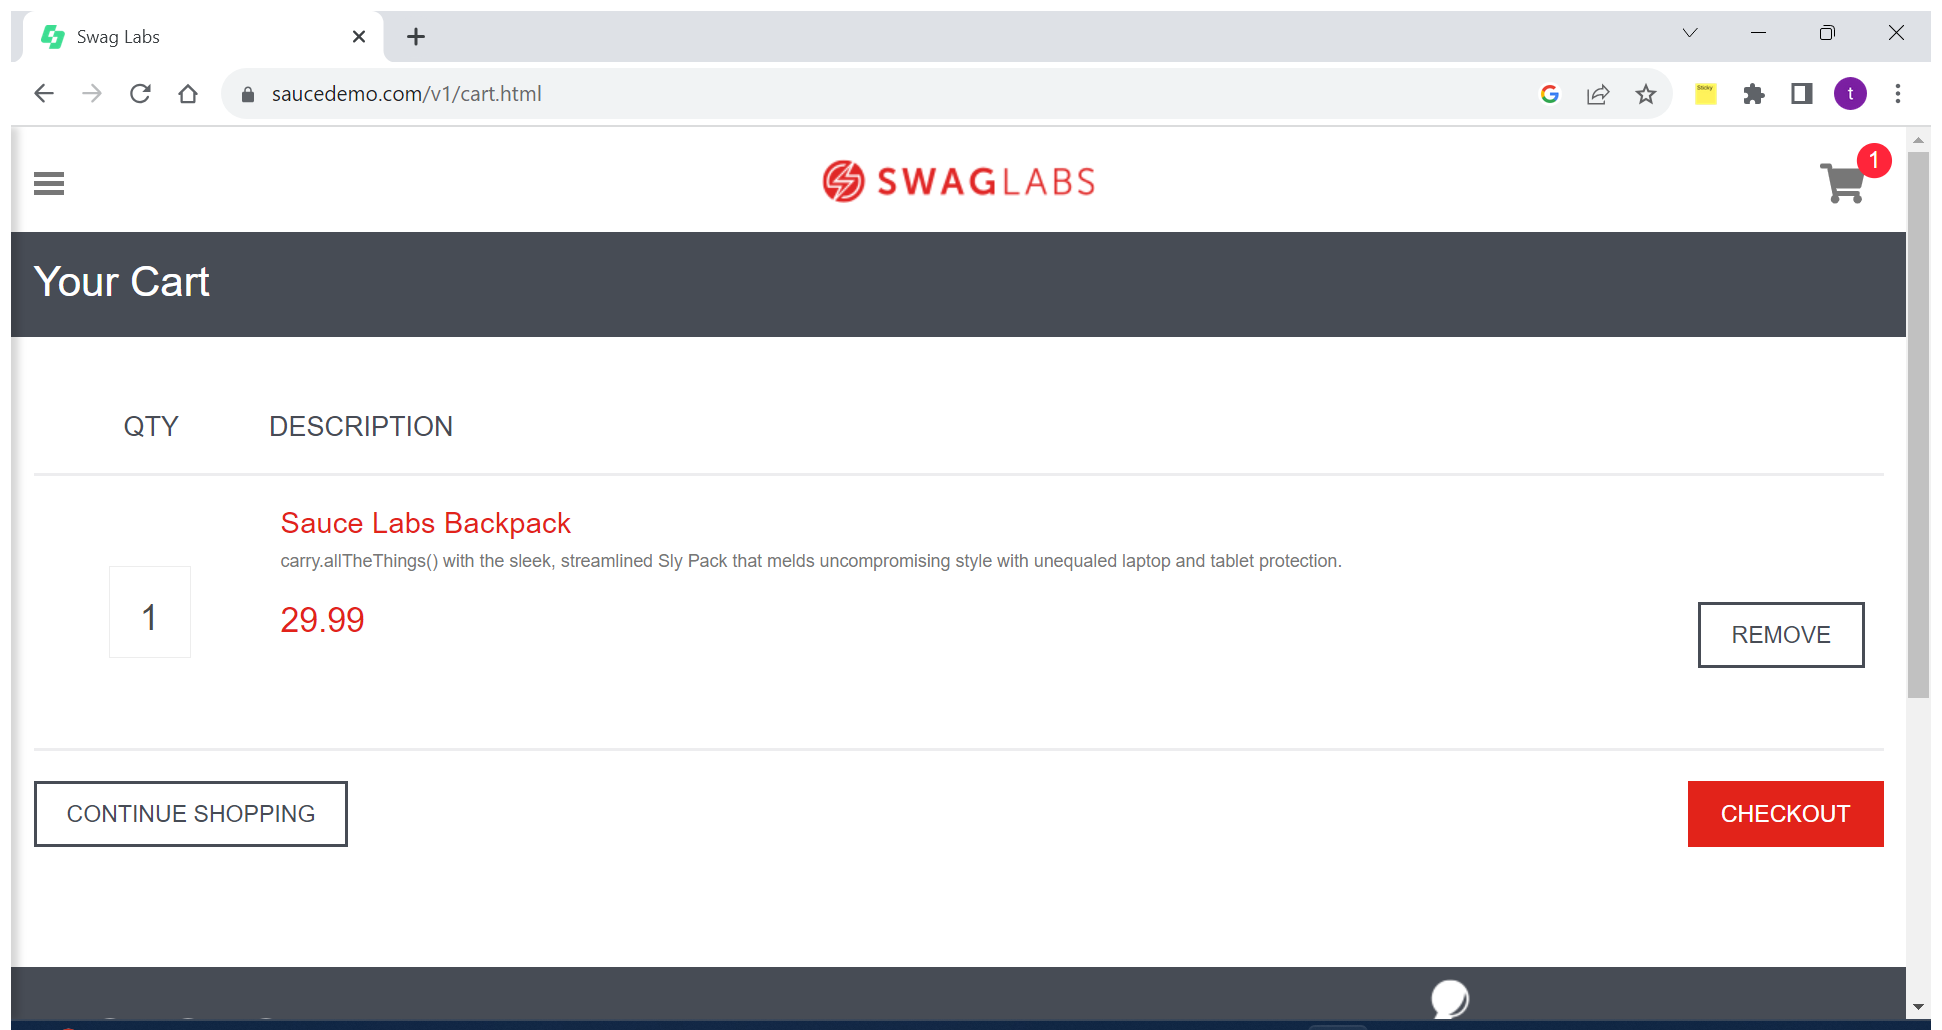 Swag Labs
saucedemo.com/v1/cart.html
Sticky
t
SWAGLABS
1
Your Cart
QTY DESCRIPTION
Sauce Labs Backpack
carry.allTheThings() with the sleek, streamlined Sly Pack that melds uncompromising style with unequaled laptop and tablet protection.
1
29.99
REMOVE
CONTINUE SHOPPING
CHECKOUT